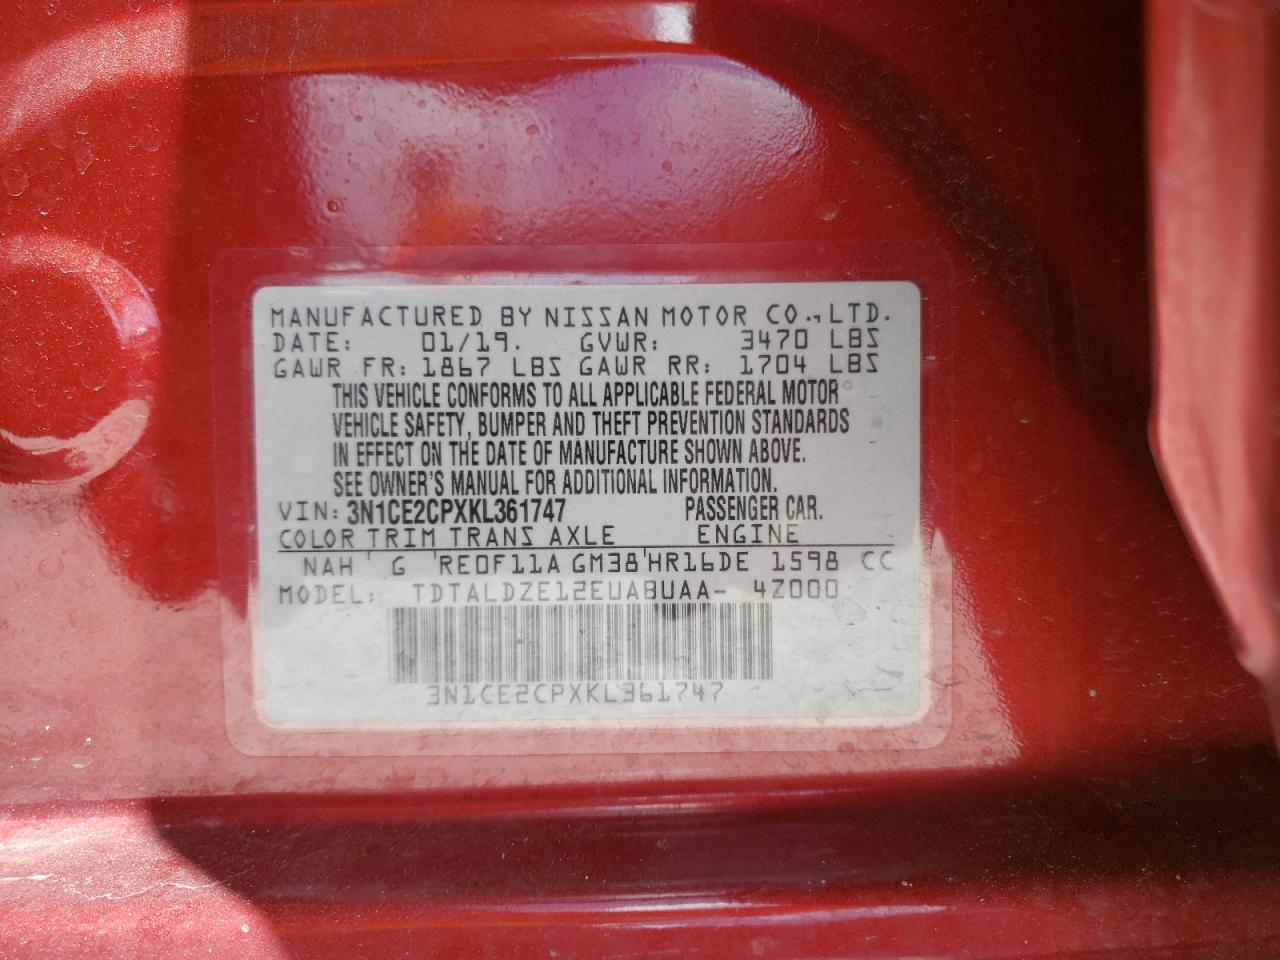 MANUFACTURED BY NISSAN MOTOR CO., LTD.
DATE: 01/19. GVWR: 3470 LBS
GAWR FR: 1867 LBS GAWR RR: 1704 LBS
THIS VEHICLE CONFORMS TO ALL APPLICABLE FEDERAL MOTOR
VEHICLE SAFETY, BUMPER AND THEFT PREVENTION STANDARDS
IN EFFECT ON THE DATE OF MANUFACTURE SHOWN ABOVE.
SEE OWNER'S MANUAL FOR ADDITIONAL INFORMATION.
VIN: 3N1CE2CPXKL361747 PASSENGER CAR.
COLOR TRIM TRANS AXLE ENGINE
NAH ' G 'RE0F11A GM38'HR16DE 1598 CC
MODEL: TDTALDZE12EUABUAA- 4Z000
3N1CE2CPXKL361747